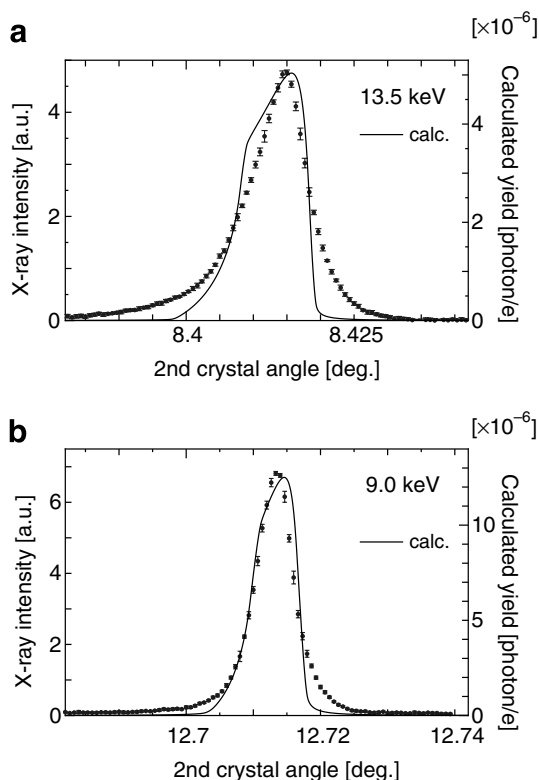 a
[×10⁻⁶]
13.5 keV
calc.
X-ray intensity [a.u.]
4
2
0
Calculated yield [photon/e]
4
2
0
8.4
8.425
2nd crystal angle [deg.]
b
[×10⁻⁶]
9.0 keV
calc.
X-ray intensity [a.u.]
6
4
2
0
Calculated yield [photon/e]
10
5
0
12.7
12.72
12.74
2nd crystal angle [deg.]